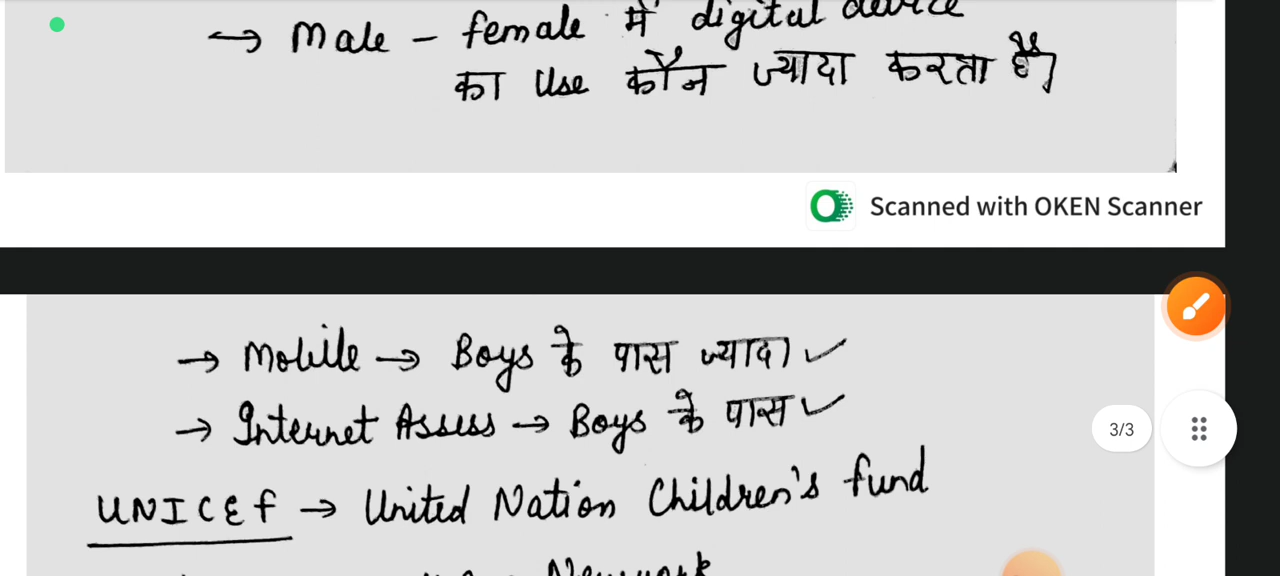 → Male - female में digital device
का use कौन ज्यादा करता है।
Scanned with OKEN Scanner
→ Mobile → Boys के पास ज्यादा ✓
3/3
→ Internet Assess → Boys के पास ✓
UNICEF → United Nation Children's fund
Newyork